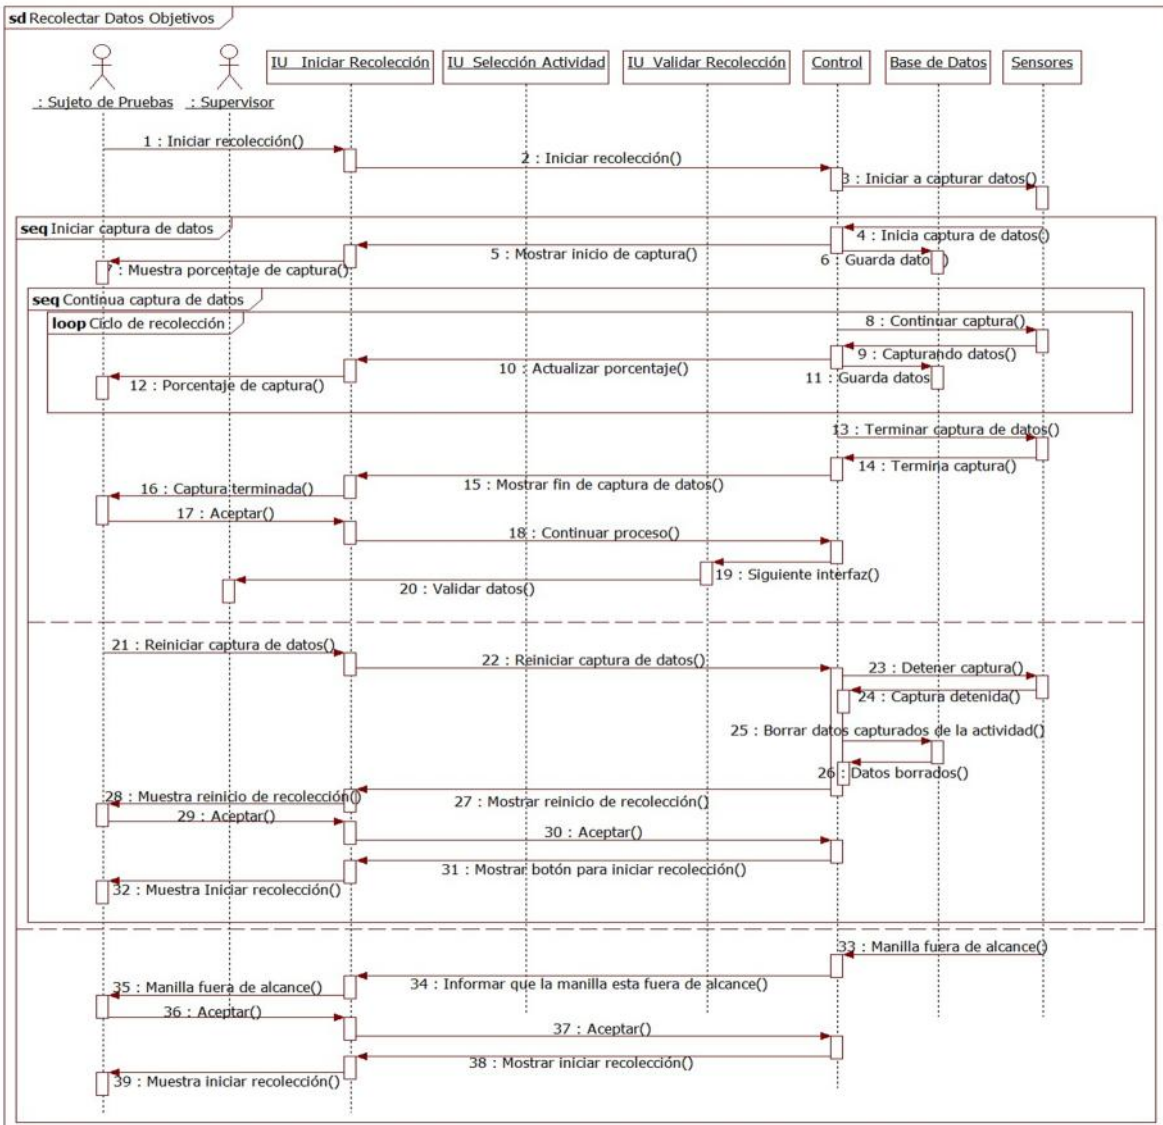 sd Recolectar Datos Objetivos
IU Iniciar Recolección
IU Selección Actividad
IU Validar Recolección
Control
Base de Datos
Sensores
: Sujeto de Pruebas
: Supervisor
1 : Iniciar recolección()
2 : Iniciar recolección()
3 : Iniciar a capturar datos()
seq Iniciar captura de datos
4 : Inicia captura de datos()
5 : Mostrar inicio de captura()
6 : Guarda datos()
7 : Muestra porcentaje de captura()
seq Continua captura de datos
loop Ciclo de recolección
8 : Continuar captura()
9 : Capturando datos()
10 : Actualizar porcentaje()
11 : Guarda datos
12 : Porcentaje de captura()
13 : Terminar captura de datos()
14 : Termina captura()
15 : Mostrar fin de captura de datos()
16 : Captura terminada()
17 : Aceptar()
18 : Continuar proceso()
19 : Siguiente interfaz()
20 : Validar datos()
21 : Reiniciar captura de datos()
22 : Reiniciar captura de datos()
23 : Detener captura()
24 : Captura detenida()
25 : Borrar datos capturados de la actividad()
26 : Datos borrados()
27 : Mostrar reinicio de recolección()
28 : Muestra reinicio de recolección()
29 : Aceptar()
30 : Aceptar()
31 : Mostrar botón para iniciar recolección()
32 : Muestra Iniciar recolección()
33 : Manilla fuera de alcance()
34 : Informar que la manilla esta fuera de alcance()
35 : Manilla fuera de alcance()
36 : Aceptar()
37 : Aceptar()
38 : Mostrar iniciar recolección()
39 : Muestra iniciar recolección()